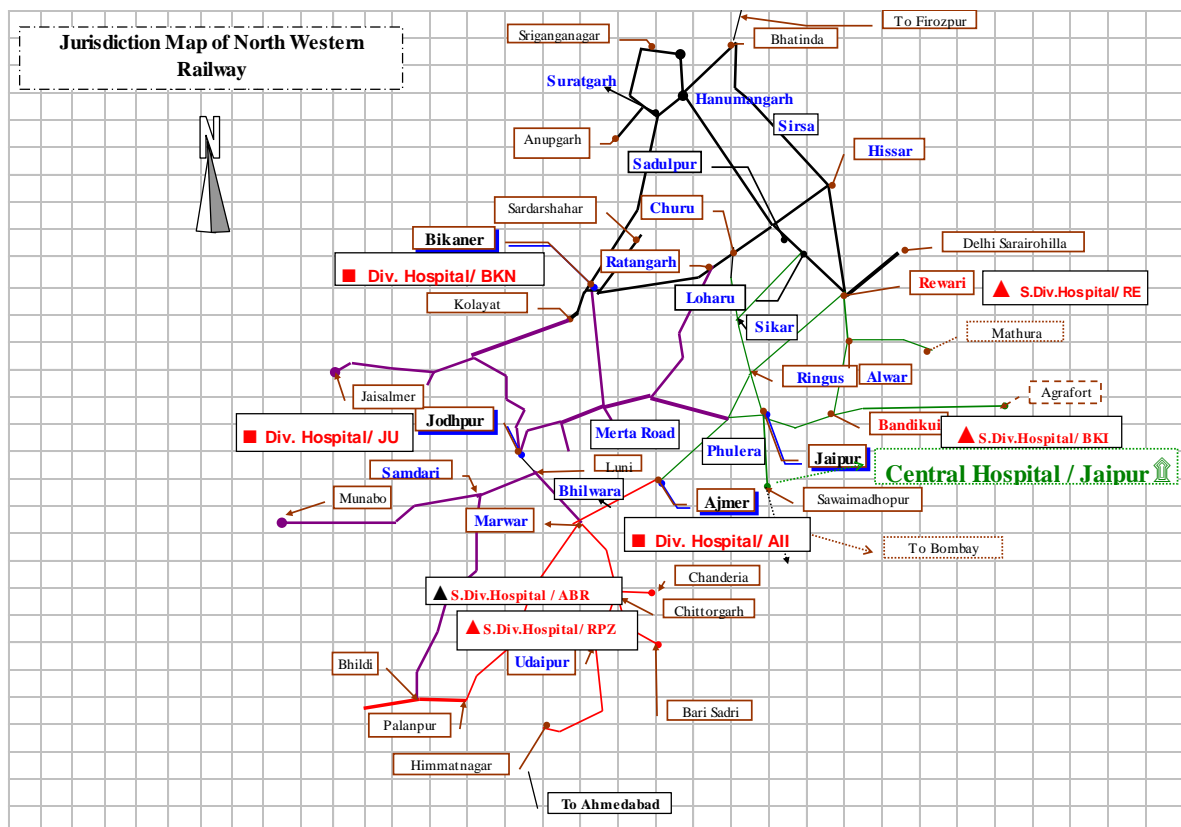 To Firozpur
Jurisdiction Map of North Western
Railway
Sriganganagar
Bhatinda
Suratgarh
Hanumangarh
N
Sirsa
Anupgarh
Hissar
Sadulpur
Churu
Sardarshahar
Bikaner
Delhi Sarairohilla
Ratangarh
Div. Hospital/ BKN
Rewari
S.Div.Hospital/ RE
Kolayat
Loharu
Sikar
Mathura
Ringus
Alwar
Jaisalmer
Agrafort
Jodhpur
Bandikui
Div. Hospital/ JU
Merta Road
S.Div.Hospital/ BKI
Phulera
Jaipur
Luni
Central Hospital / Jaipur
Samdari
Bhilwara
Munabo
Ajmer
Sawaimadhopur
Marwar
Div. Hospital/ AII
To Bombay
Chanderia
S.Div.Hospital / ABR
Chittorgarh
S.Div.Hospital/ RPZ
Bhildi
Udaipur
Bari Sadri
Palanpur
Himmatnagar
To Ahmedabad